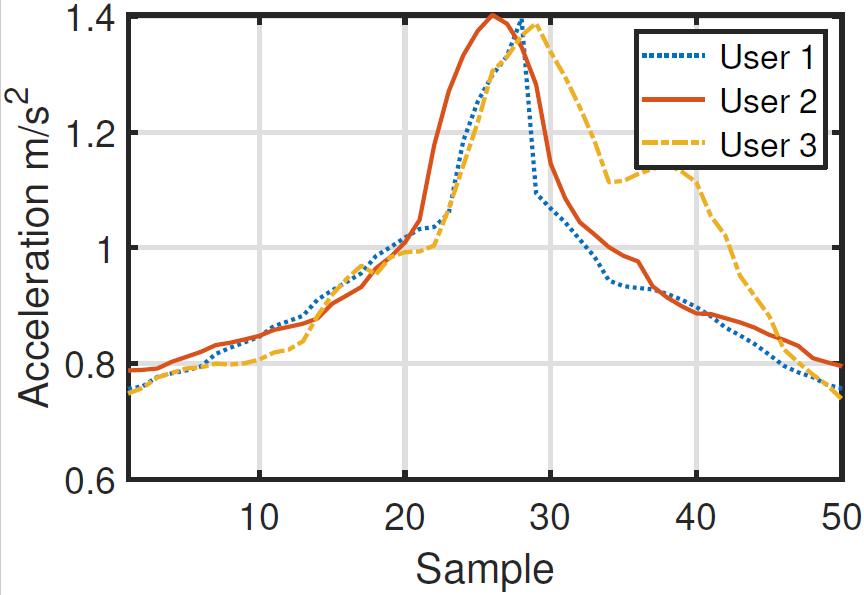 1.4
1.2
1
0.8
0.6
Acceleration m/s²
User 1
User 2
User 3
10 20 30 40 50
Sample